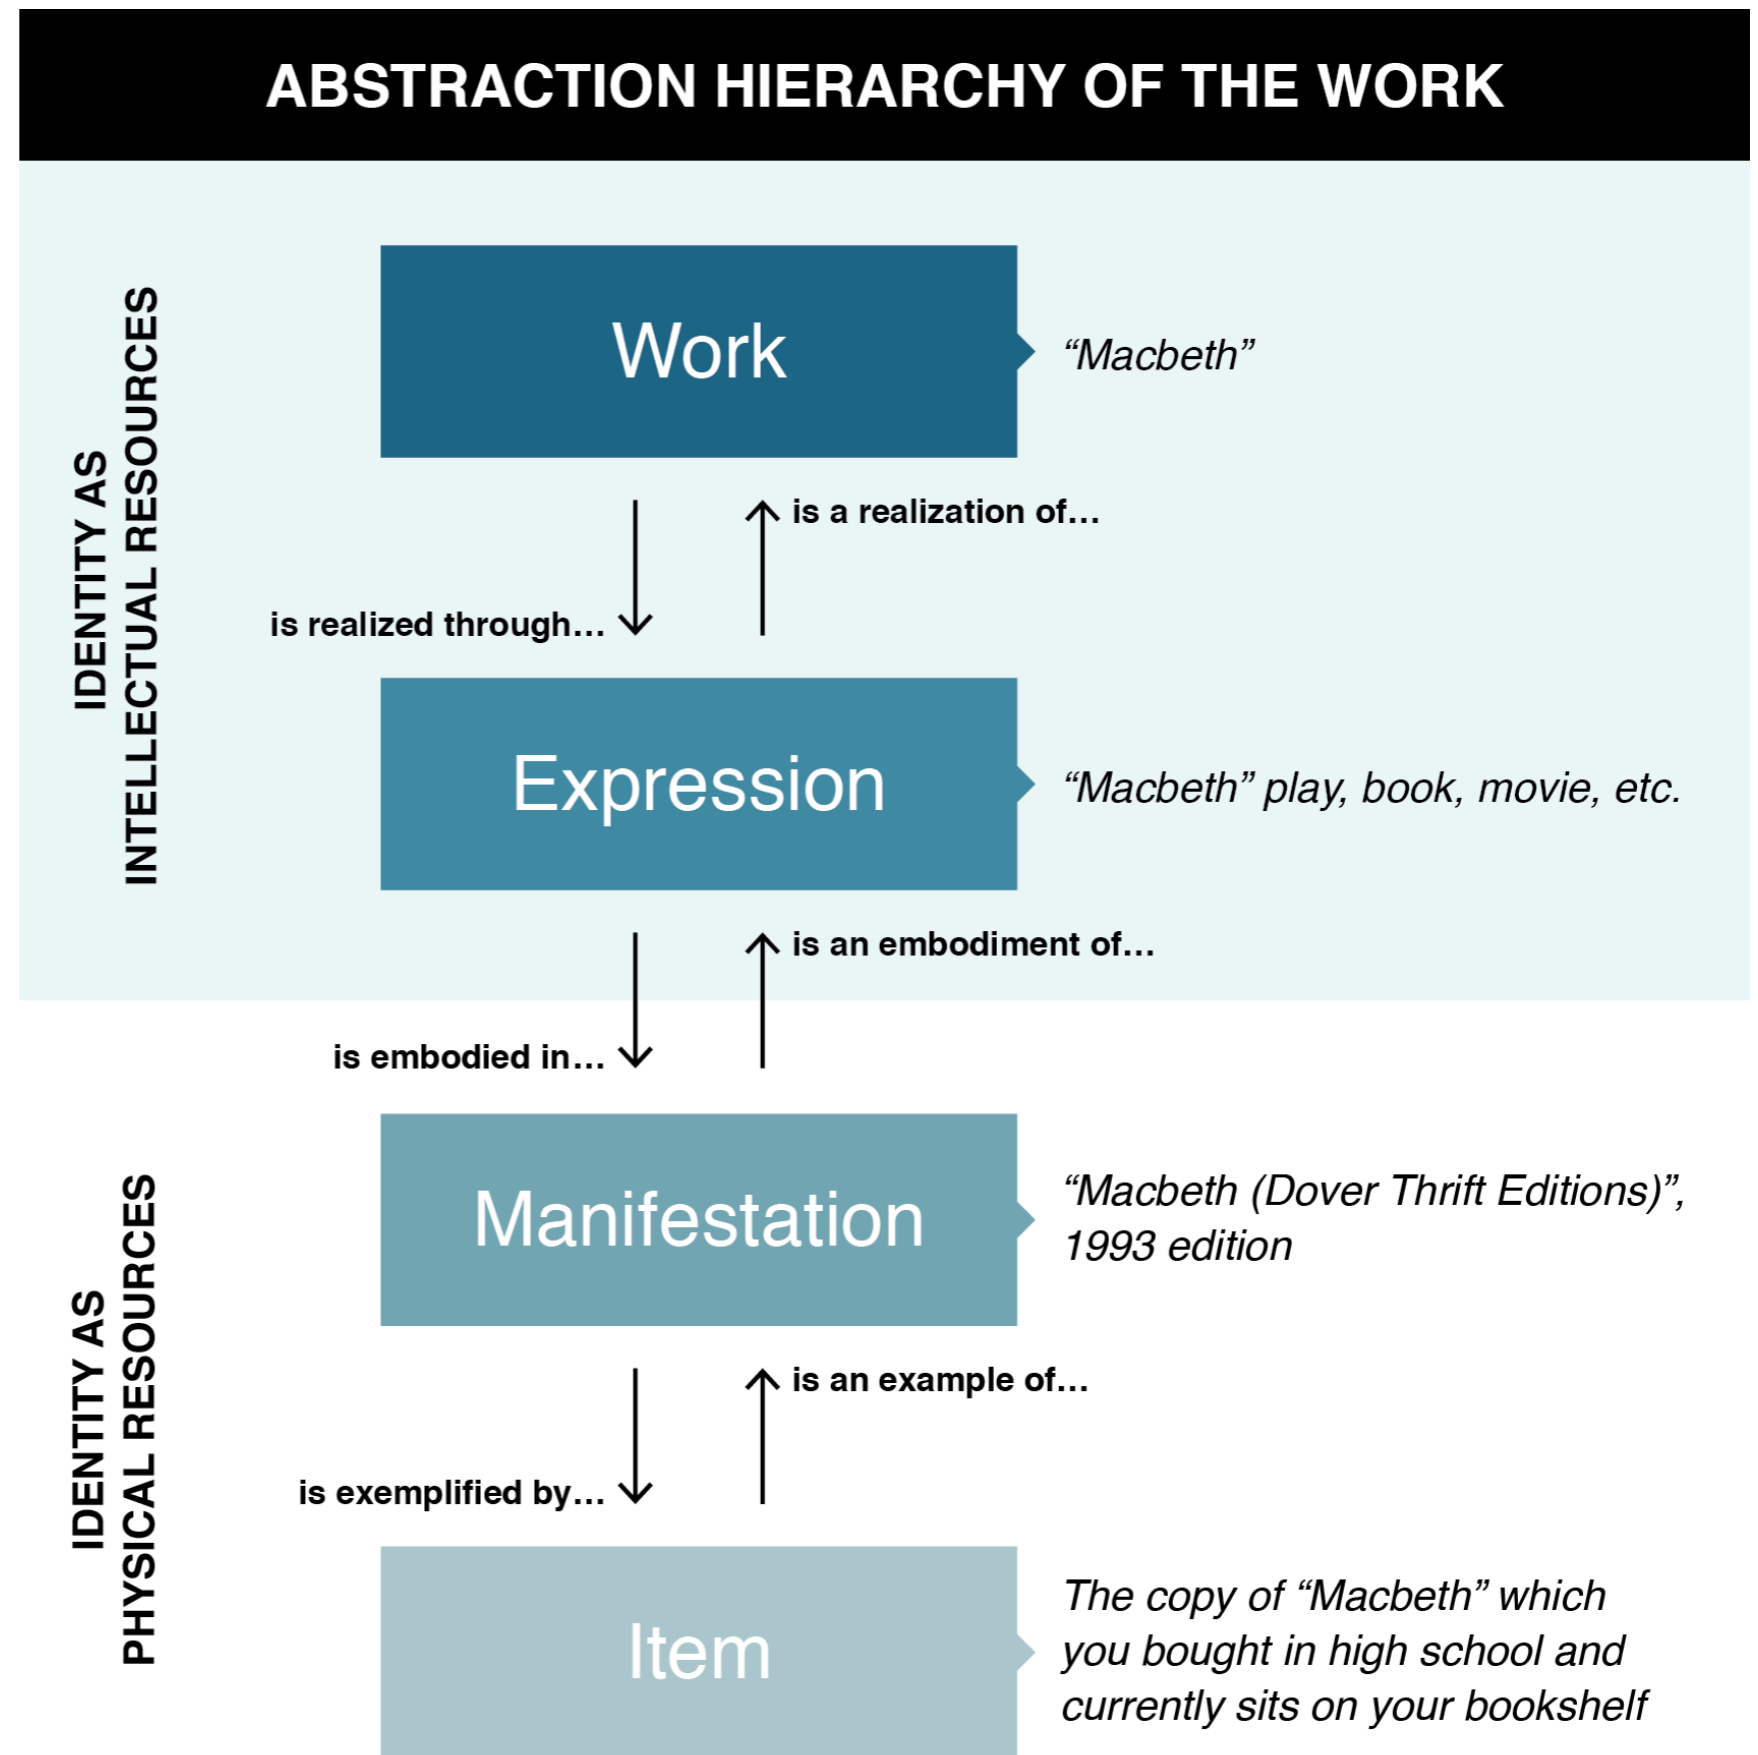 ABSTRACTION HIERARCHY OF THE WORK
IDENTITY AS
INTELLECTUAL RESOURCES
Work
“Macbeth”
is a realization of…
is realized through…
Expression
“Macbeth” play, book, movie, etc.
is an embodiment of…
is embodied in…
IDENTITY AS
PHYSICAL RESOURCES
Manifestation
“Macbeth (Dover Thrift Editions)”,
1993 edition
is an example of…
is exemplified by…
Item
The copy of “Macbeth” which
you bought in high school and
currently sits on your bookshelf